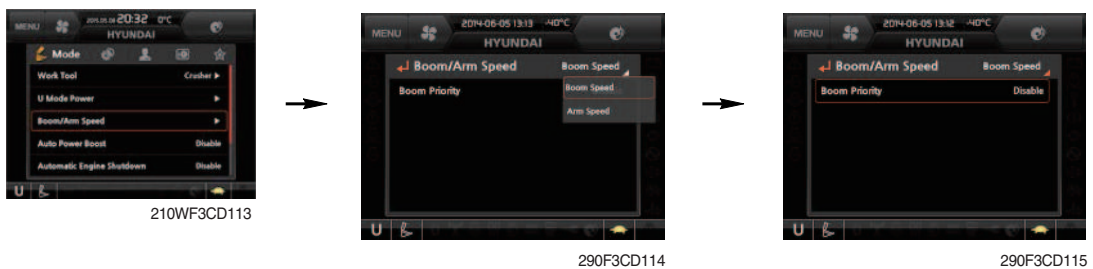 MENU 2011.01.01 20:32 0°C
HYUNDAI
Mode
Work Tool Crusher ▶
U Mode Power ▶
Boom/Arm Speed ▶
Auto Power Boost Disable
Automatic Engine Shutdown Disable
U
210WF3CD113
MENU 2014-06-05 13:13 -40°C
HYUNDAI
Boom/Arm Speed Boom Speed
Boom Priority Boom Speed
Arm Speed
U
290F3CD114
MENU 2014-06-05 13:12 -40°C
HYUNDAI
Boom/Arm Speed Boom Speed
Boom Priority Disable
U
290F3CD115